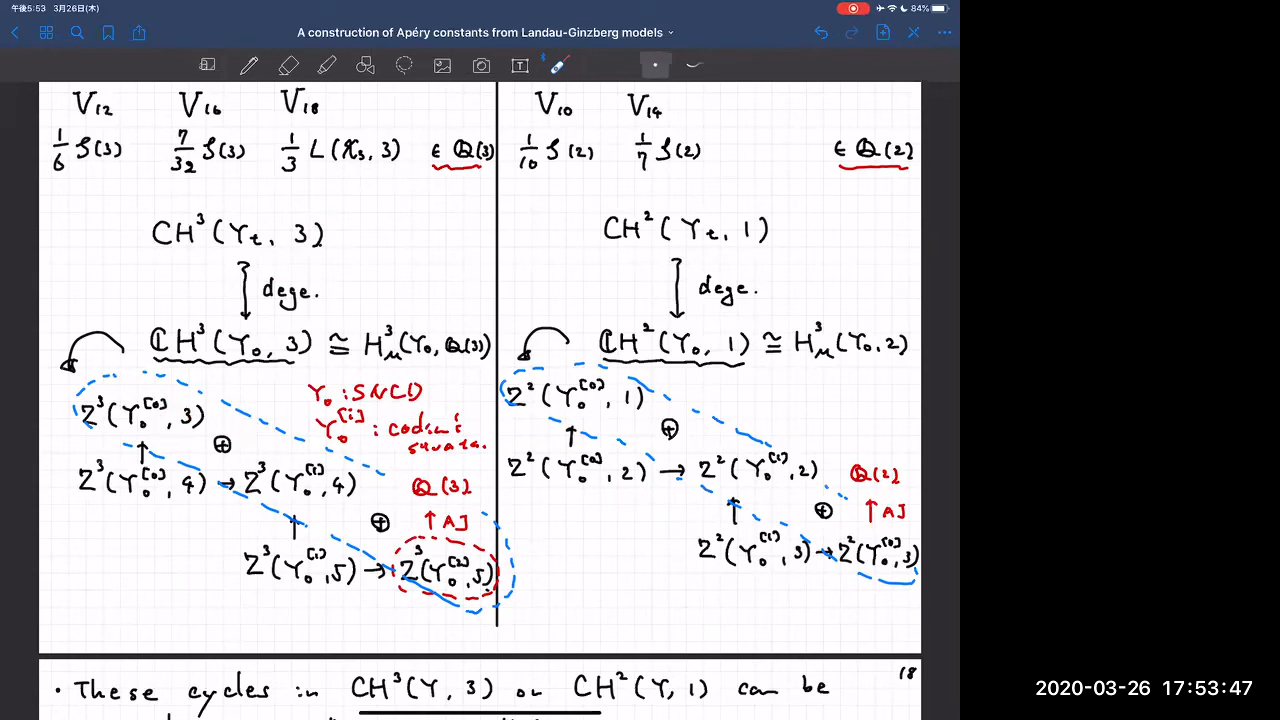 午後5:53 3月26日(木)
84%
A construction of Apéry constants from Landau-Ginzberg models
V₁₂ V₁₆ V₁₈
1/6 ζ(3) 7/32 ζ(3) 1/3 L(χ₃, 3) ∈ ℚ(3)
CH³(Yₜ, 3)
dege.
ℂH³(Y₀, 3) ≅ H³_μ(Y₀, ℚ(3))
Y₀ : SNCD
Y₀^[i] : codim i
Z³(Y₀^[0], 3)
⊕
↑
Z³(Y₀^[0], 4) → Z³(Y₀^[1], 4)
ℚ(3)
⊕
↑ ↑ AJ
Z³(Y₀^[1], 5) → Z³(Y₀^[2], 5)
V₁₀ V₁₄
1/10 ζ(2) 1/7 ζ(2) ∈ ℚ(2)
CH²(Yₜ, 1)
dege.
ℂH²(Y₀, 1) ≅ H³_μ(Y₀, 2)
Z²(Y₀^[0], 1)
⊕
↑
Z²(Y₀^[0], 2) → Z²(Y₀^[1], 2)
ℚ(2)
⊕
↑ ↑ AJ
Z²(Y₀^[1], 3) → Z²(Y₀^[2], 3)
18
· These cycles in CH³(Y, 3) or CH²(Y, 1) can be
2020-03-26 17:53:47